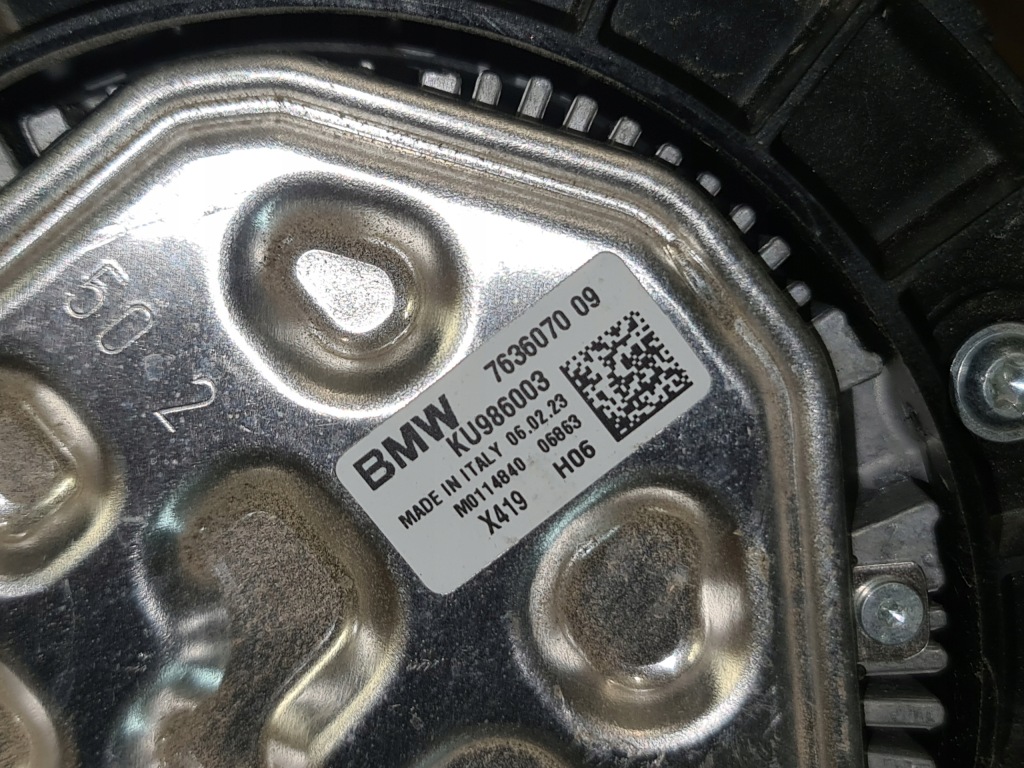 50.2
BMW 7636070 09
KU986003
MADE IN ITALY 06.02.23
M0114840 06863
X419 H06